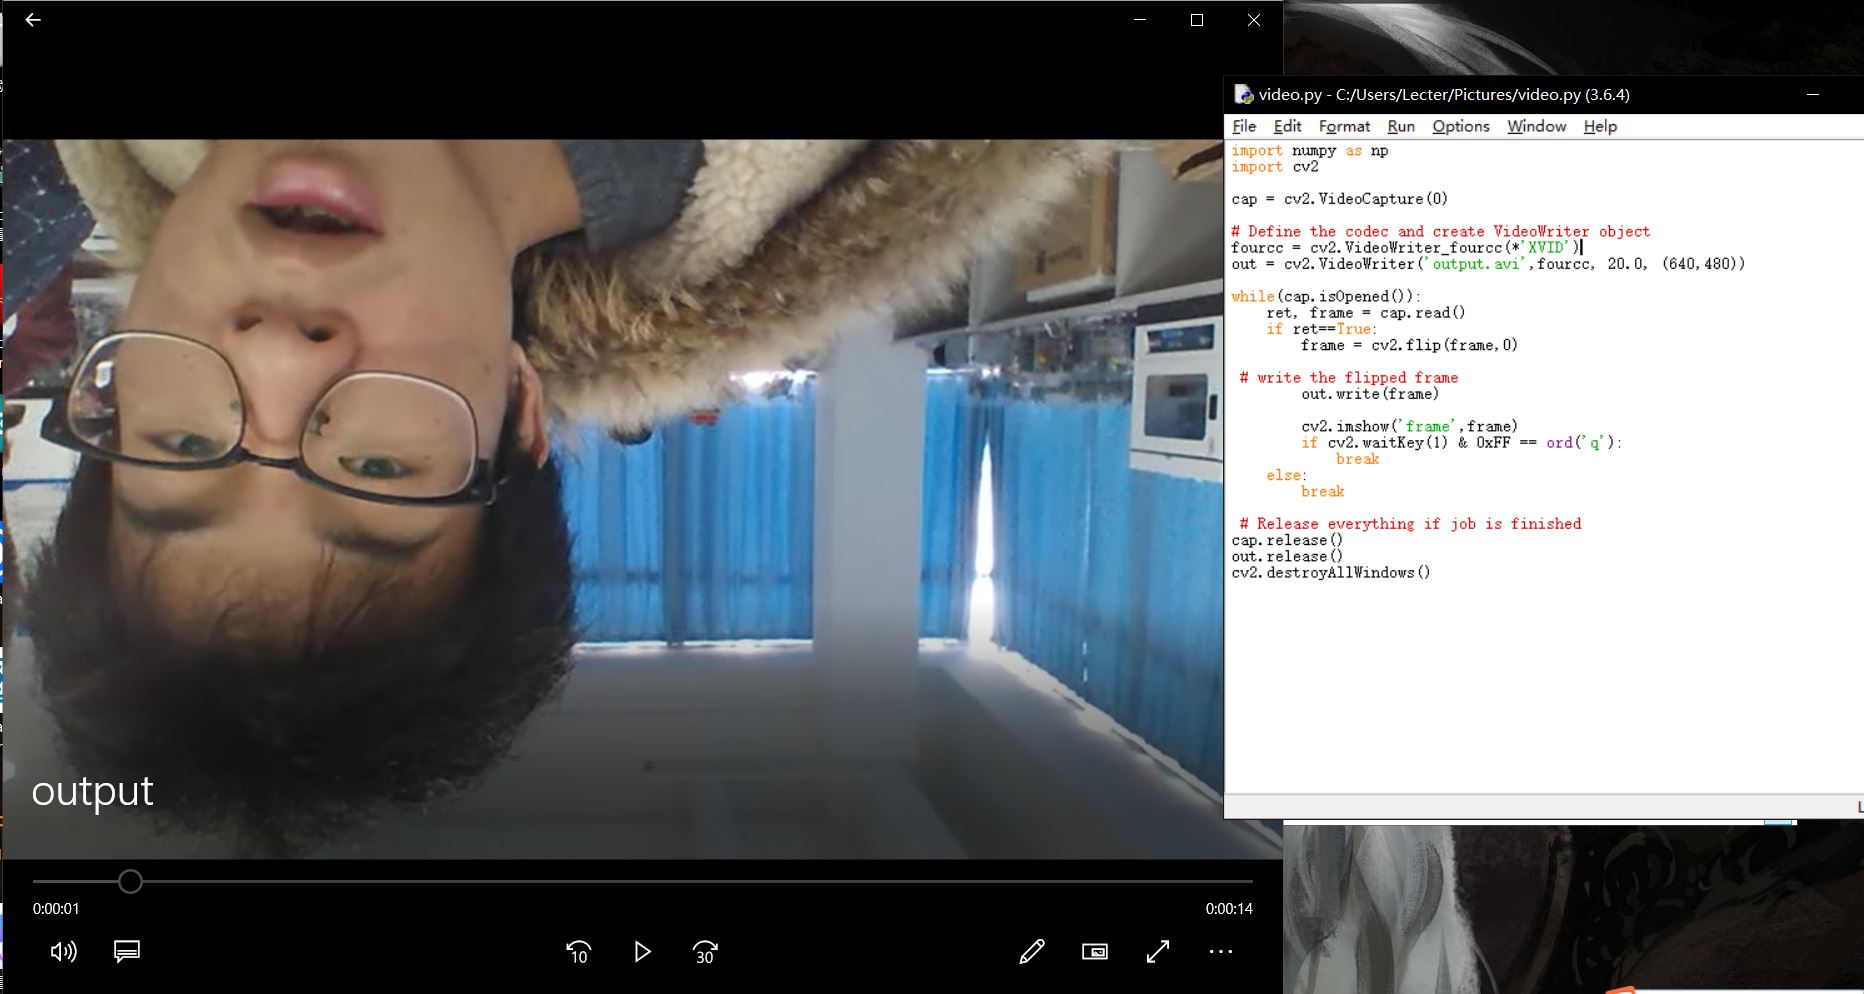 output
0:00:01
0:00:14
10
30
video.py - C:/Users/Lecter/Pictures/video.py (3.6.4)
File Edit Format Run Options Window Help
import numpy as np
import cv2
cap = cv2.VideoCapture(0)
# Define the codec and create VideoWriter object
fourcc = cv2.VideoWriter_fourcc(*'XVID')
out = cv2.VideoWriter('output.avi',fourcc, 20.0, (640,480))
while(cap.isOpened()):
    ret, frame = cap.read()
    if ret==True:
        frame = cv2.flip(frame,0)
 # write the flipped frame
        out.write(frame)
        cv2.imshow('frame',frame)
        if cv2.waitKey(1) & 0xFF == ord('q'):
            break
    else:
        break
 # Release everything if job is finished
cap.release()
out.release()
cv2.destroyAllWindows()